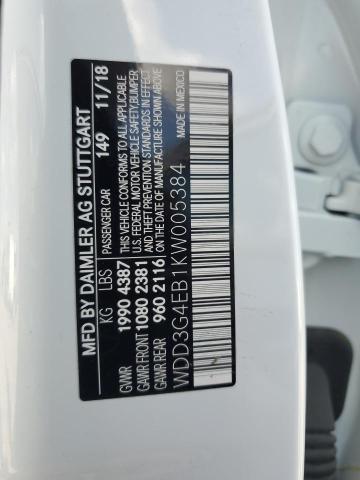 MFD BY DAIMLER AG STUTTGART
PASSENGER CAR 149 11/18
KG LBS
GVWR 1990 4387
GAWR FRONT 1080 2381
GAWR REAR 960 2116
THIS VEHICLE CONFORMS TO ALL APPLICABLE
U.S. FEDERAL MOTOR VEHICLE SAFETY,BUMPER
AND THEFT PREVENTION STANDARDS IN EFFECT
ON THE DATE OF MANUFACTURE SHOWN ABOVE
WDD3G4EB1KW005384 MADE IN MEXICO